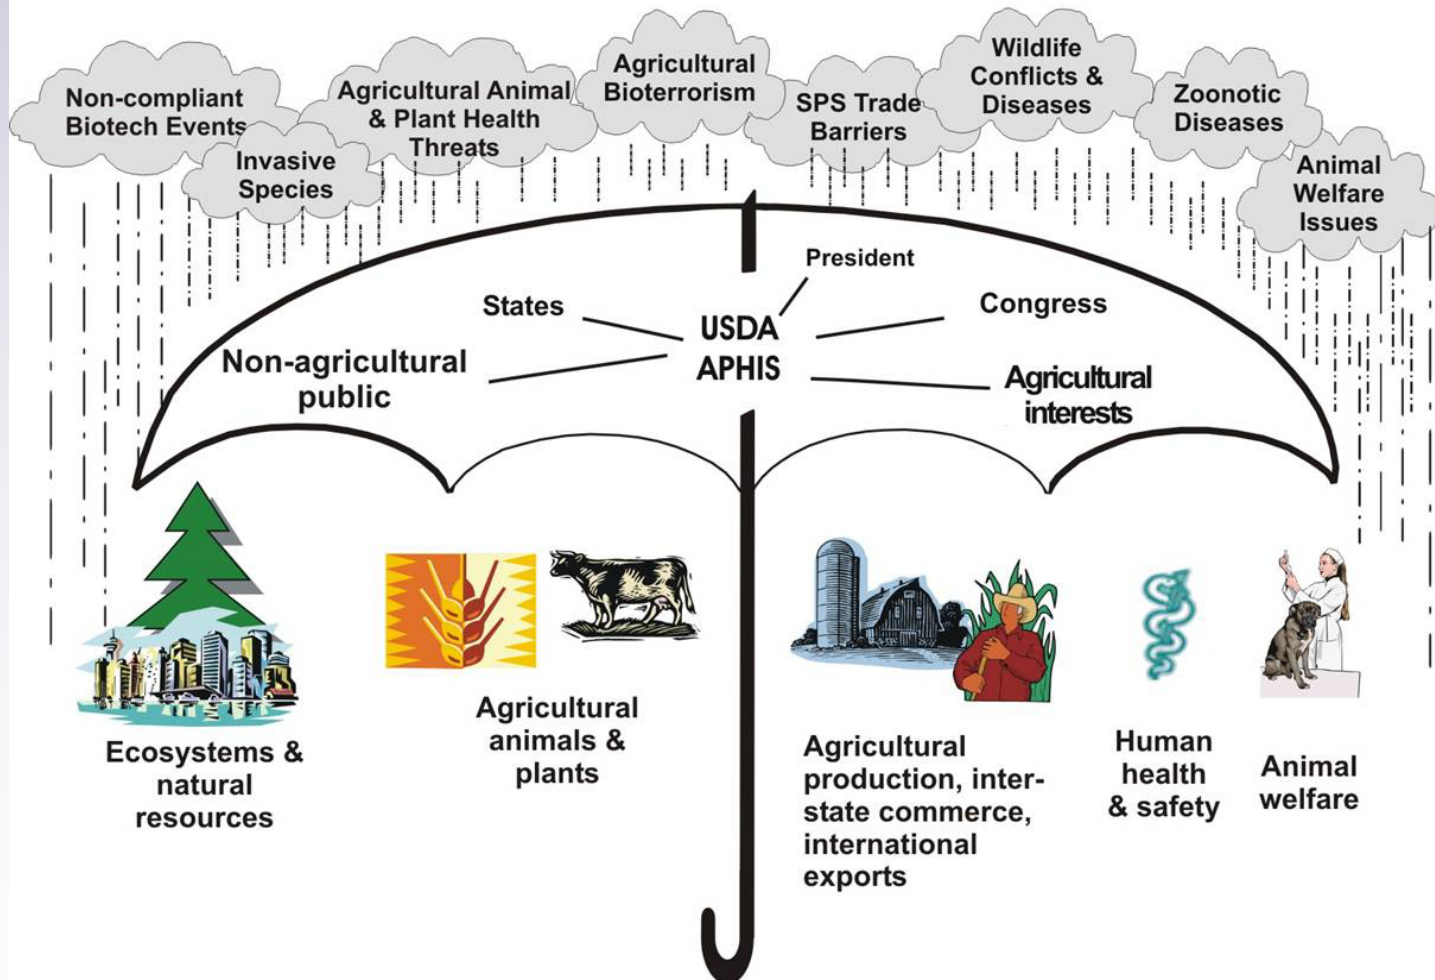 Non-compliant
Biotech Events
Invasive
Species
Agricultural Animal
& Plant Health
Threats
Agricultural
Bioterrorism
SPS Trade
Barriers
Wildlife
Conflicts &
Diseases
Zoonotic
Diseases
Animal
Welfare
Issues
President
States
USDA
APHIS
Congress
Non-agricultural
public
Agricultural
interests
Ecosystems &
natural
resources
Agricultural
animals &
plants
Agricultural
production, inter-
state commerce,
international
exports
Human
health
& safety
Animal
welfare